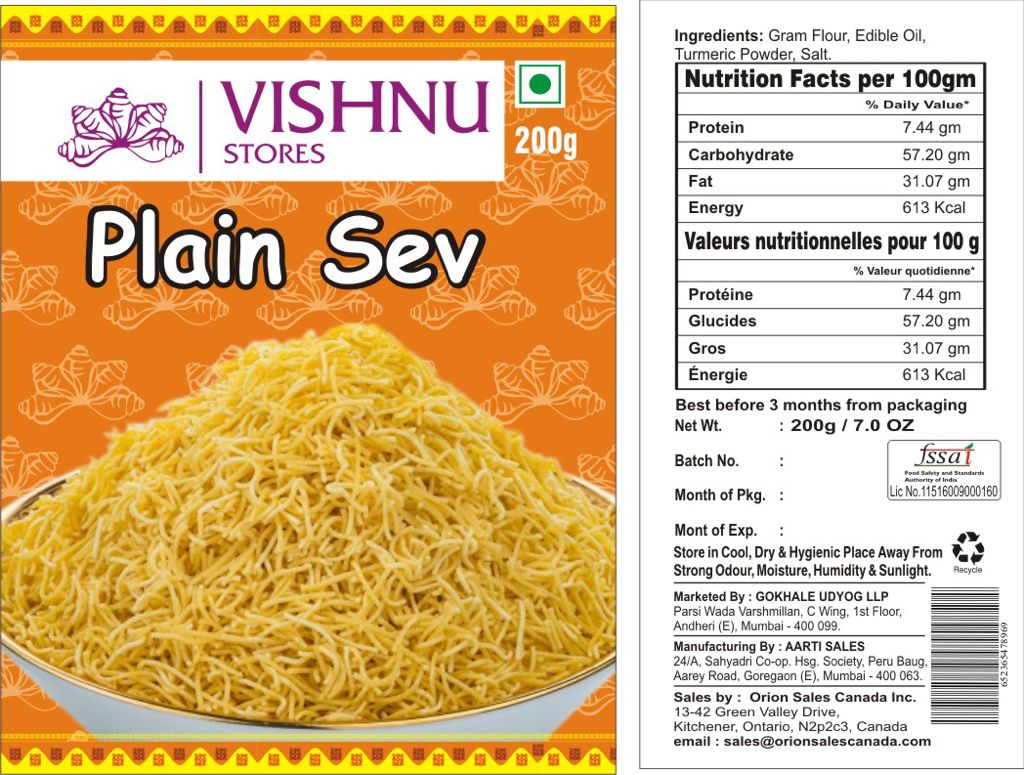 VISHNU
STORES
200g
Plain Sev
Ingredients: Gram Flour, Edible Oil,
Turmeric Powder, Salt.
Nutrition Facts per 100gm
% Daily Value*
Protein 7.44 gm
Carbohydrate 57.20 gm
Fat 31.07 gm
Energy 613 Kcal
Valeurs nutritionnelles pour 100 g
% Valeur quotidienne*
Protéine 7.44 gm
Glucides 57.20 gm
Gros 31.07 gm
Énergie 613 Kcal
Best before 3 months from packaging
Net Wt. : 200g / 7.0 OZ
Batch No. :
Month of Pkg. :
Mont of Exp. :
fssai
Food Safety and Standards
Authority of India
Lic No.11516009000160
Store in Cool, Dry & Hygienic Place Away From
Strong Odour, Moisture, Humidity & Sunlight.
Recycle
Marketed By : GOKHALE UDYOG LLP
Parsi Wada Varshmillan, C Wing, 1st Floor,
Andheri (E), Mumbai - 400 099.
Manufacturing By : AARTI SALES
24/A, Sahyadri Co-op. Hsg. Society, Peru Baug,
Aarey Road, Goregaon (E), Mumbai - 400 063.
Sales by : Orion Sales Canada Inc.
13-42 Green Valley Drive,
Kitchener, Ontario, N2p2c3, Canada
email : sales@orionsalescanada.com
652365478969